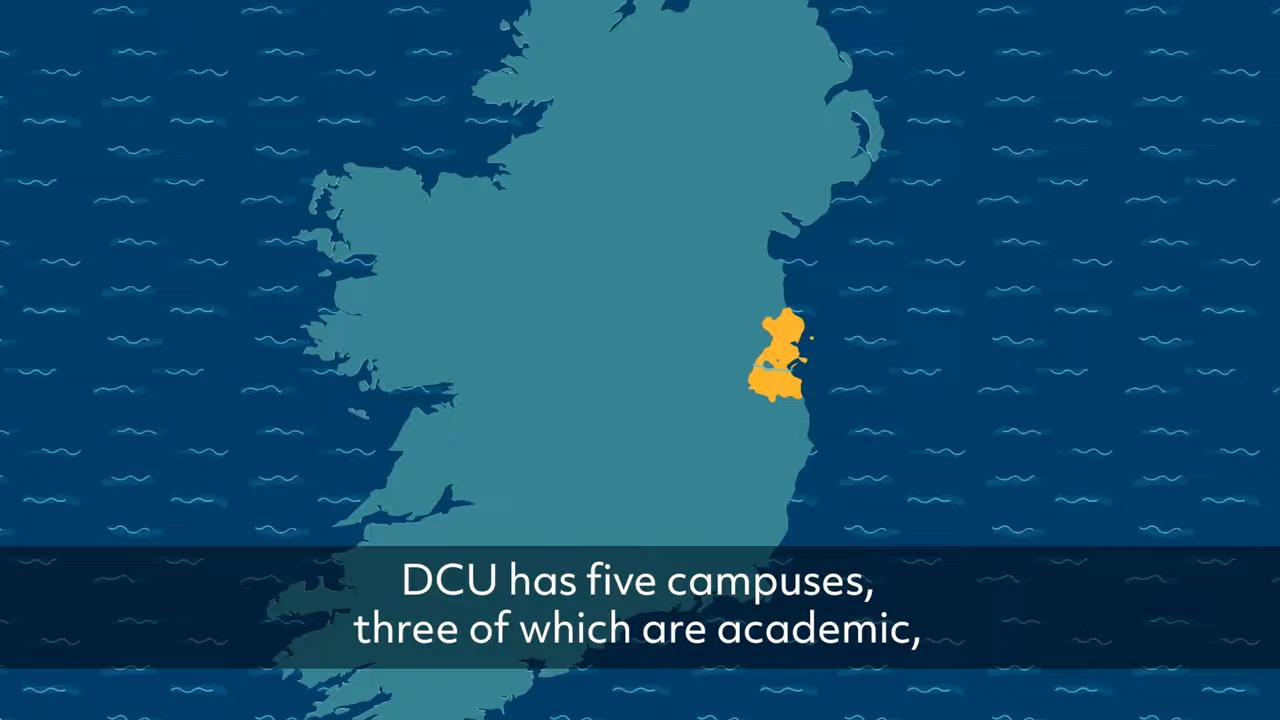 DCU has five campuses,
three of which are academic,